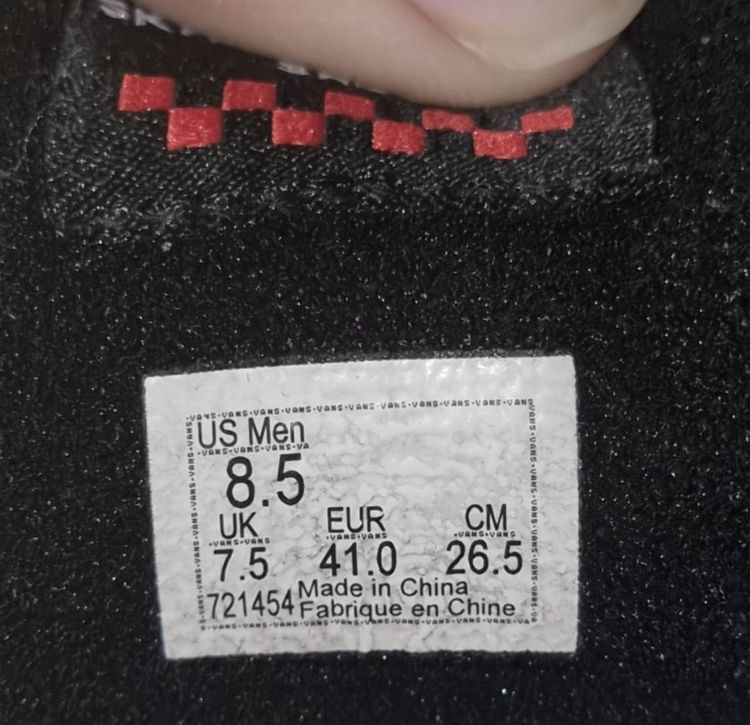 US Men
8.5
UK EUR CM
7.5 41.0 26.5
721454 Made in China
Fabrique en Chine